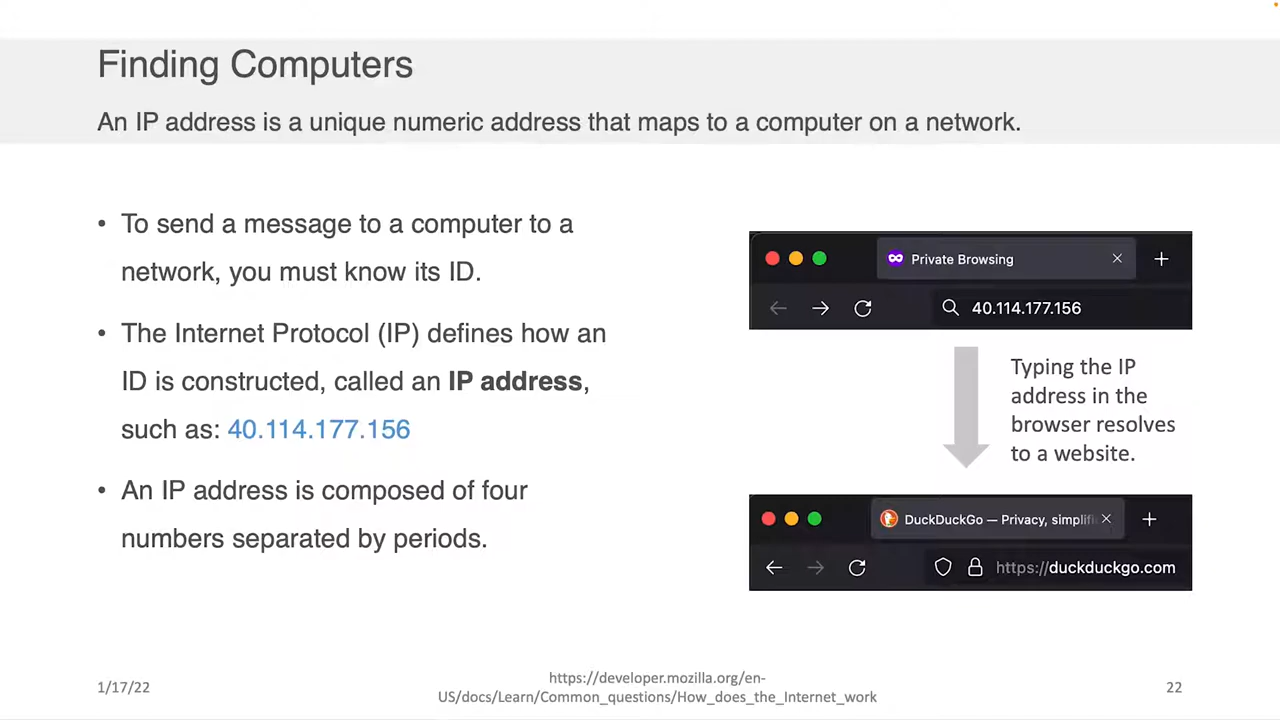 Finding Computers
An IP address is a unique numeric address that maps to a computer on a network.
• To send a message to a computer to a
network, you must know its ID.
• The Internet Protocol (IP) defines how an
ID is constructed, called an IP address,
such as: 40.114.177.156
• An IP address is composed of four
numbers separated by periods.
Private Browsing
40.114.177.156
Typing the IP
address in the
browser resolves
to a website.
DuckDuckGo — Privacy, simplifi
https://duckduckgo.com
1/17/22
https://developer.mozilla.org/en-
US/docs/Learn/Common_questions/How_does_the_Internet_work
22